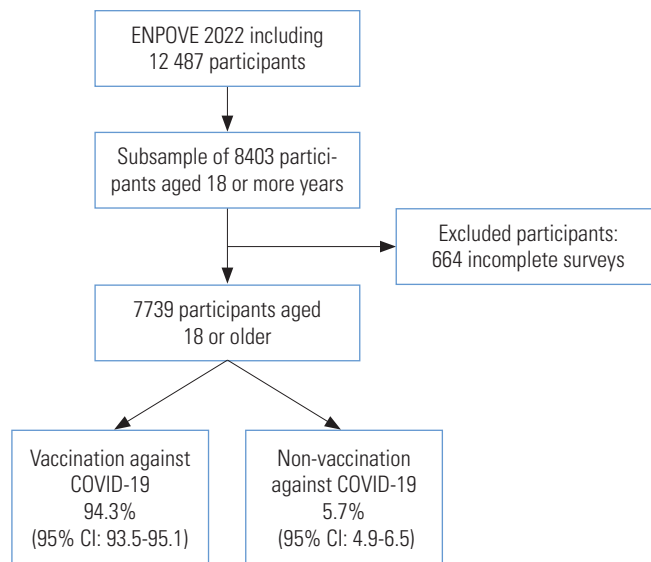 ENPOVE 2022 including
12 487 participants
Subsample of 8403 partici-
pants aged 18 or more years
Excluded participants:
664 incomplete surveys
7739 participants aged
18 or older
Vaccination against
COVID-19
94.3%
(95% CI: 93.5-95.1)
Non-vaccination
against COVID-19
5.7%
(95% CI: 4.9-6.5)